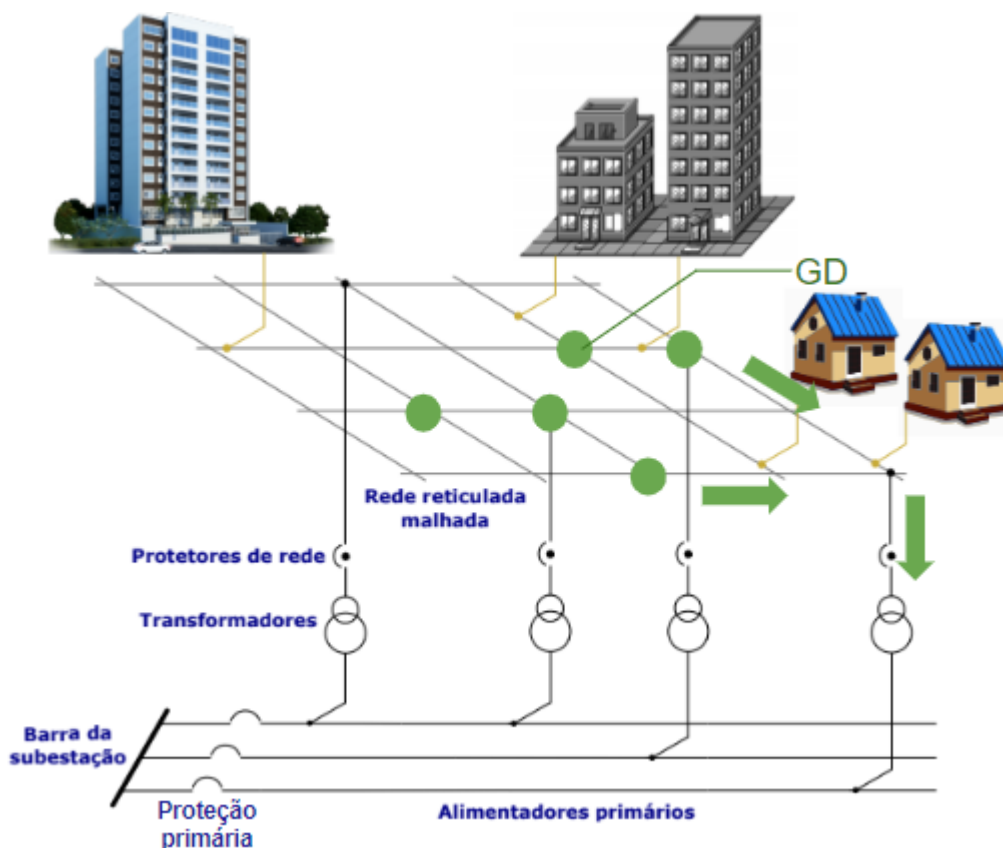 GD
Rede reticulada
malhada
Protetores de rede
Transformadores
Barra da
subestação
Proteção
primária
Alimentadores primários